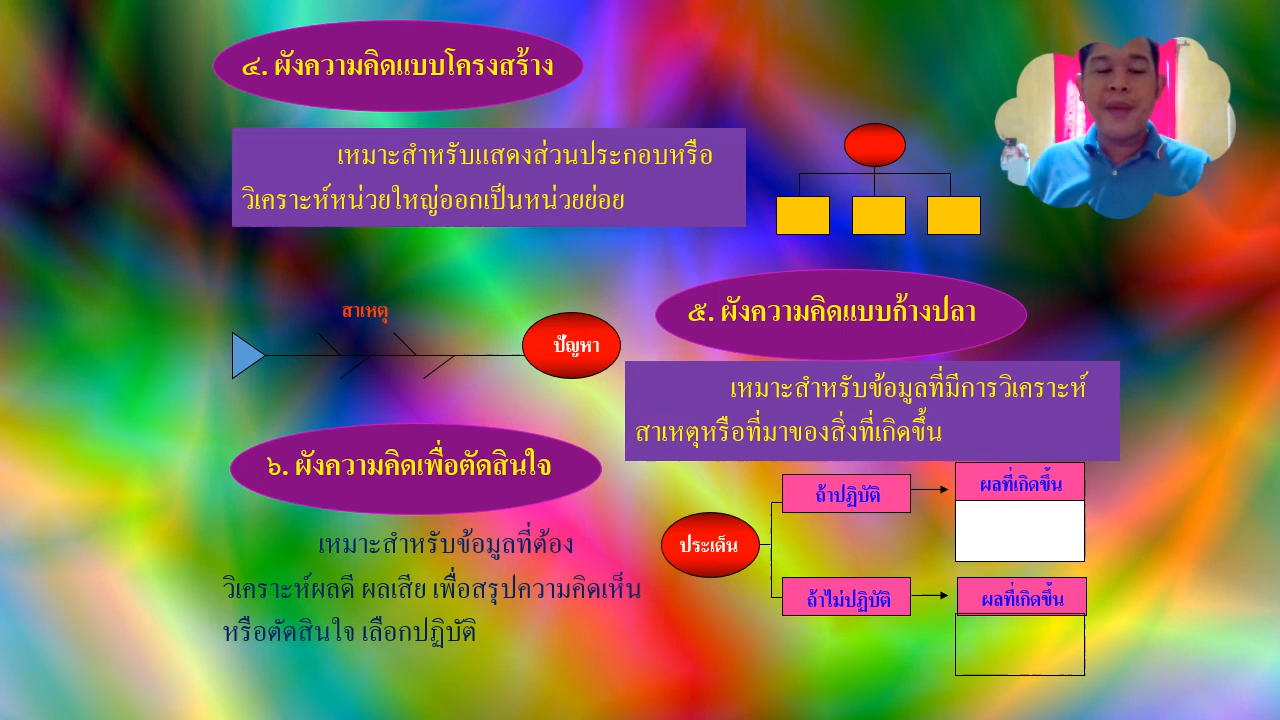 ๔. ผังความคิดแบบโครงสร้าง
เหมาะสำหรับแสดงส่วนประกอบหรือ
วิเคราะห์หน่วยใหญ่ออกเป็นหน่วยย่อย
สาเหตุ
ปัญหา
๕. ผังความคิดแบบก้างปลา
เหมาะสำหรับข้อมูลที่มีการวิเคราะห์
สาเหตุหรือที่มาของสิ่งที่เกิดขึ้น
๖. ผังความคิดเพื่อตัดสินใจ
เหมาะสำหรับข้อมูลที่ต้อง
วิเคราะห์ผลดี ผลเสีย เพื่อสรุปความคิดเห็น
หรือตัดสินใจ เลือกปฏิบัติ
ประเด็น
ถ้าปฏิบัติ
ผลที่เกิดขึ้น
ถ้าไม่ปฏิบัติ
ผลที่เกิดขึ้น